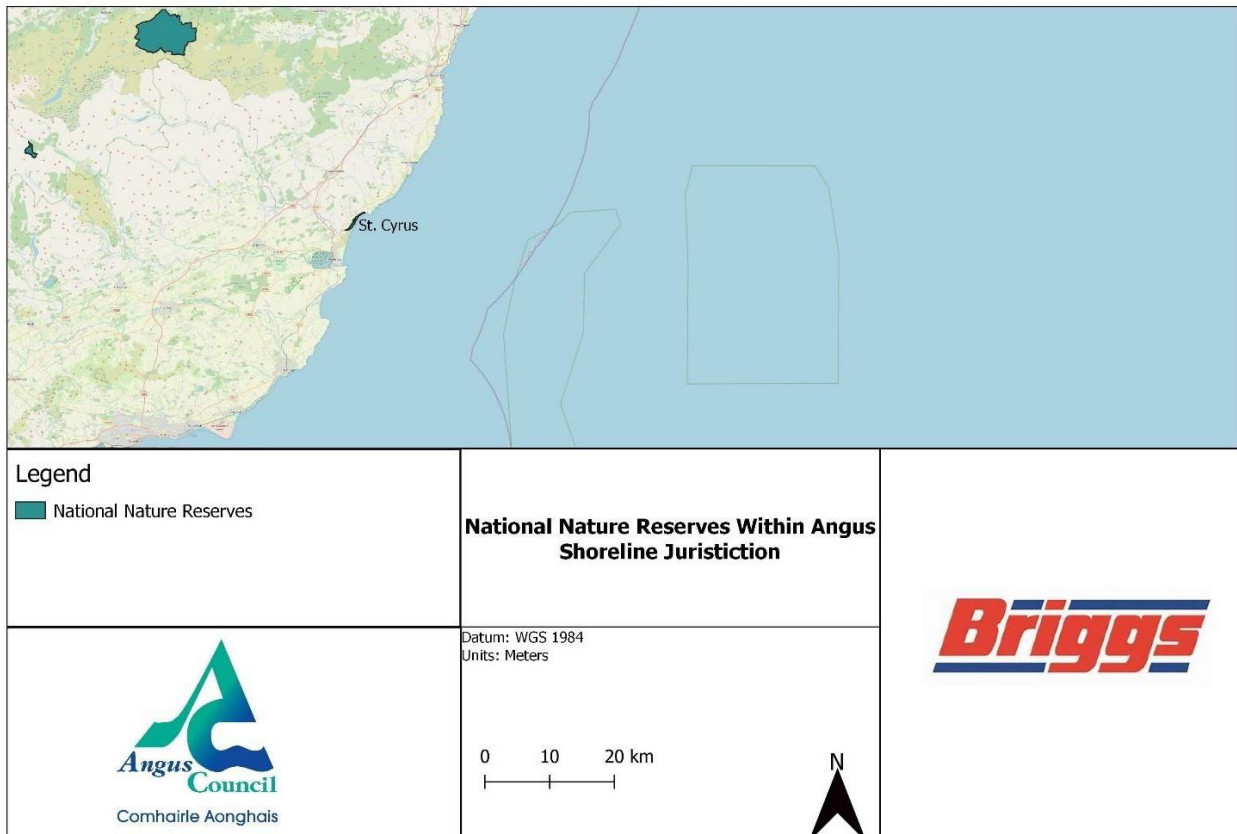 St. Cyrus
Legend
National Nature Reserves
National Nature Reserves Within Angus
Shoreline Juristiction
Datum: WGS 1984
Units: Meters
0 10 20 km
N
Angus
Council
Comhairle Aonghais
Briggs